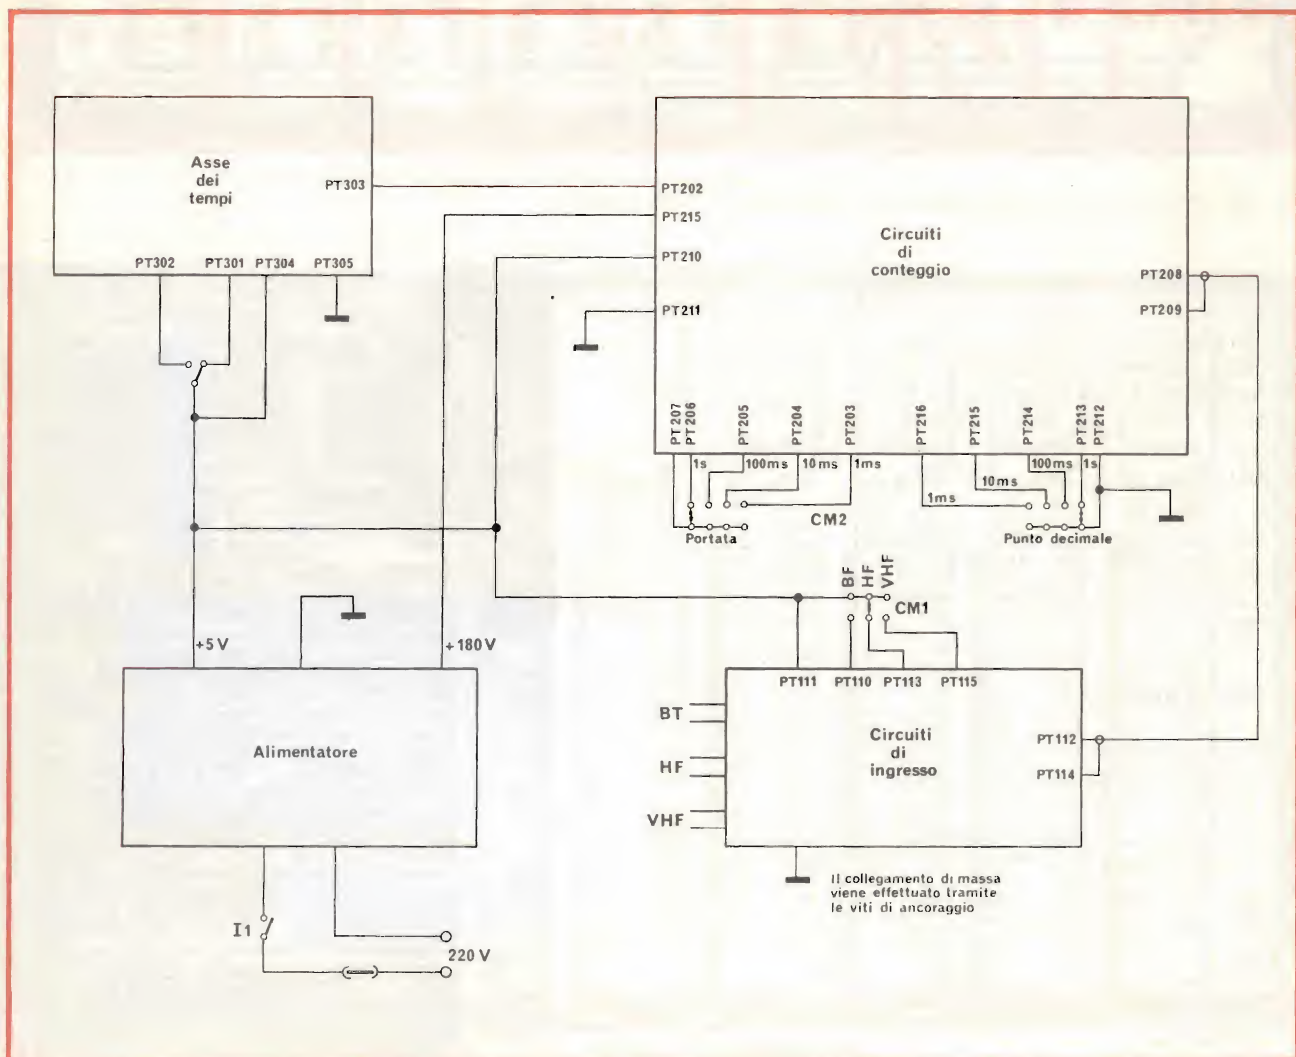 Asse
dei
tempi
PT303
PT302
PT301
PT304
PT305
PT202
PT215
PT210
PT211
Circuiti
di
conteggio
PT208
PT209
PT207
PT206
PT205
PT204
PT203
PT216
PT215
PT214
PT213
PT212
1s
100ms
10ms
1ms
1ms
10ms
100ms
1s
CM2
Portata
Punto decimale
+5V
+180V
Alimentatore
I1
220 V
BF
HF
VHF
CM1
PT111
PT110
PT113
PT115
BT
HF
VHF
Circuiti
di
ingresso
PT112
PT114
Il collegamento di massa
viene effettuato tramite
le viti di ancoraggio